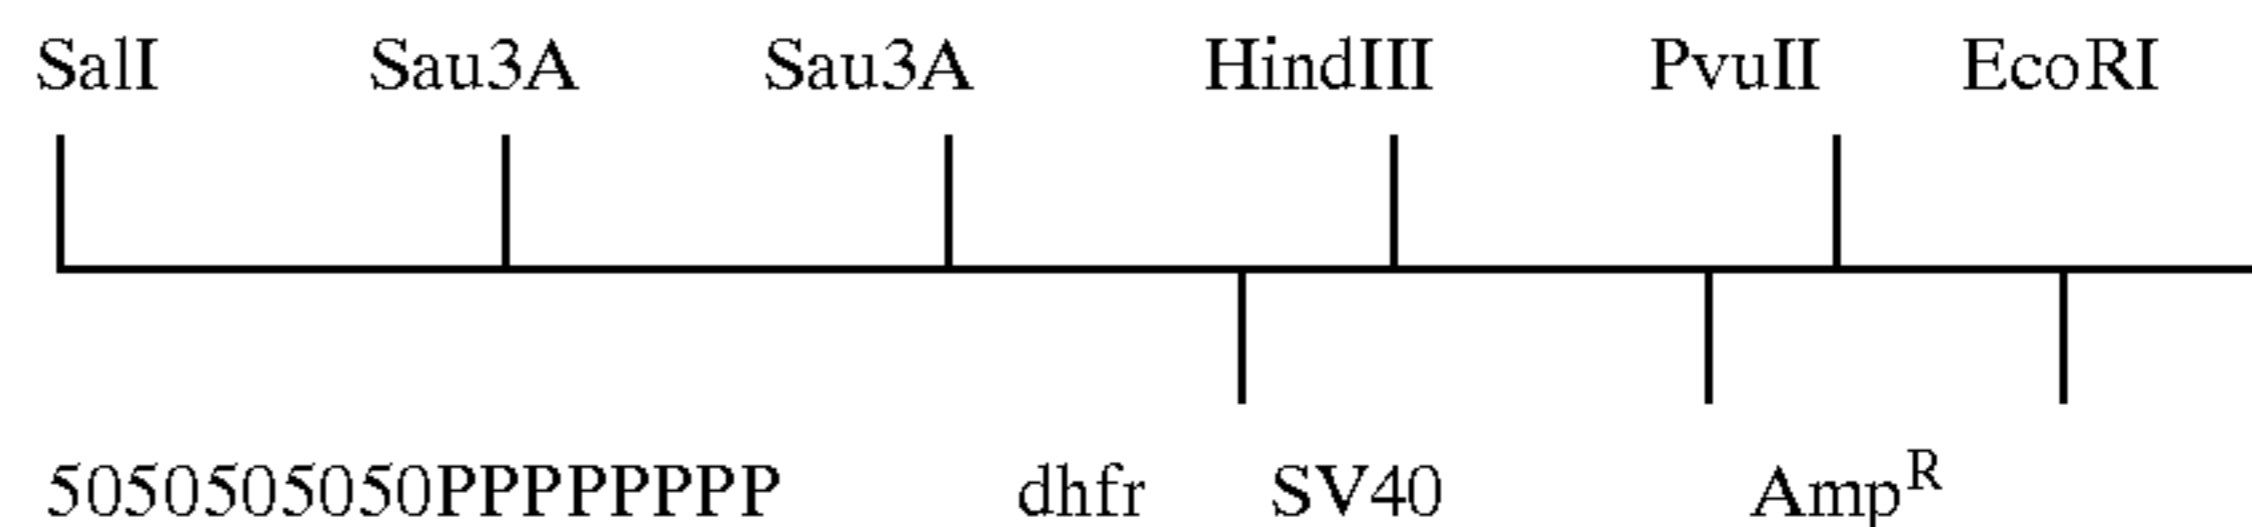 SalI Sau3A Sau3A HindIII PvuII EcoRI
5050505050PPPPPPPP dhfr SV40 Amp^R